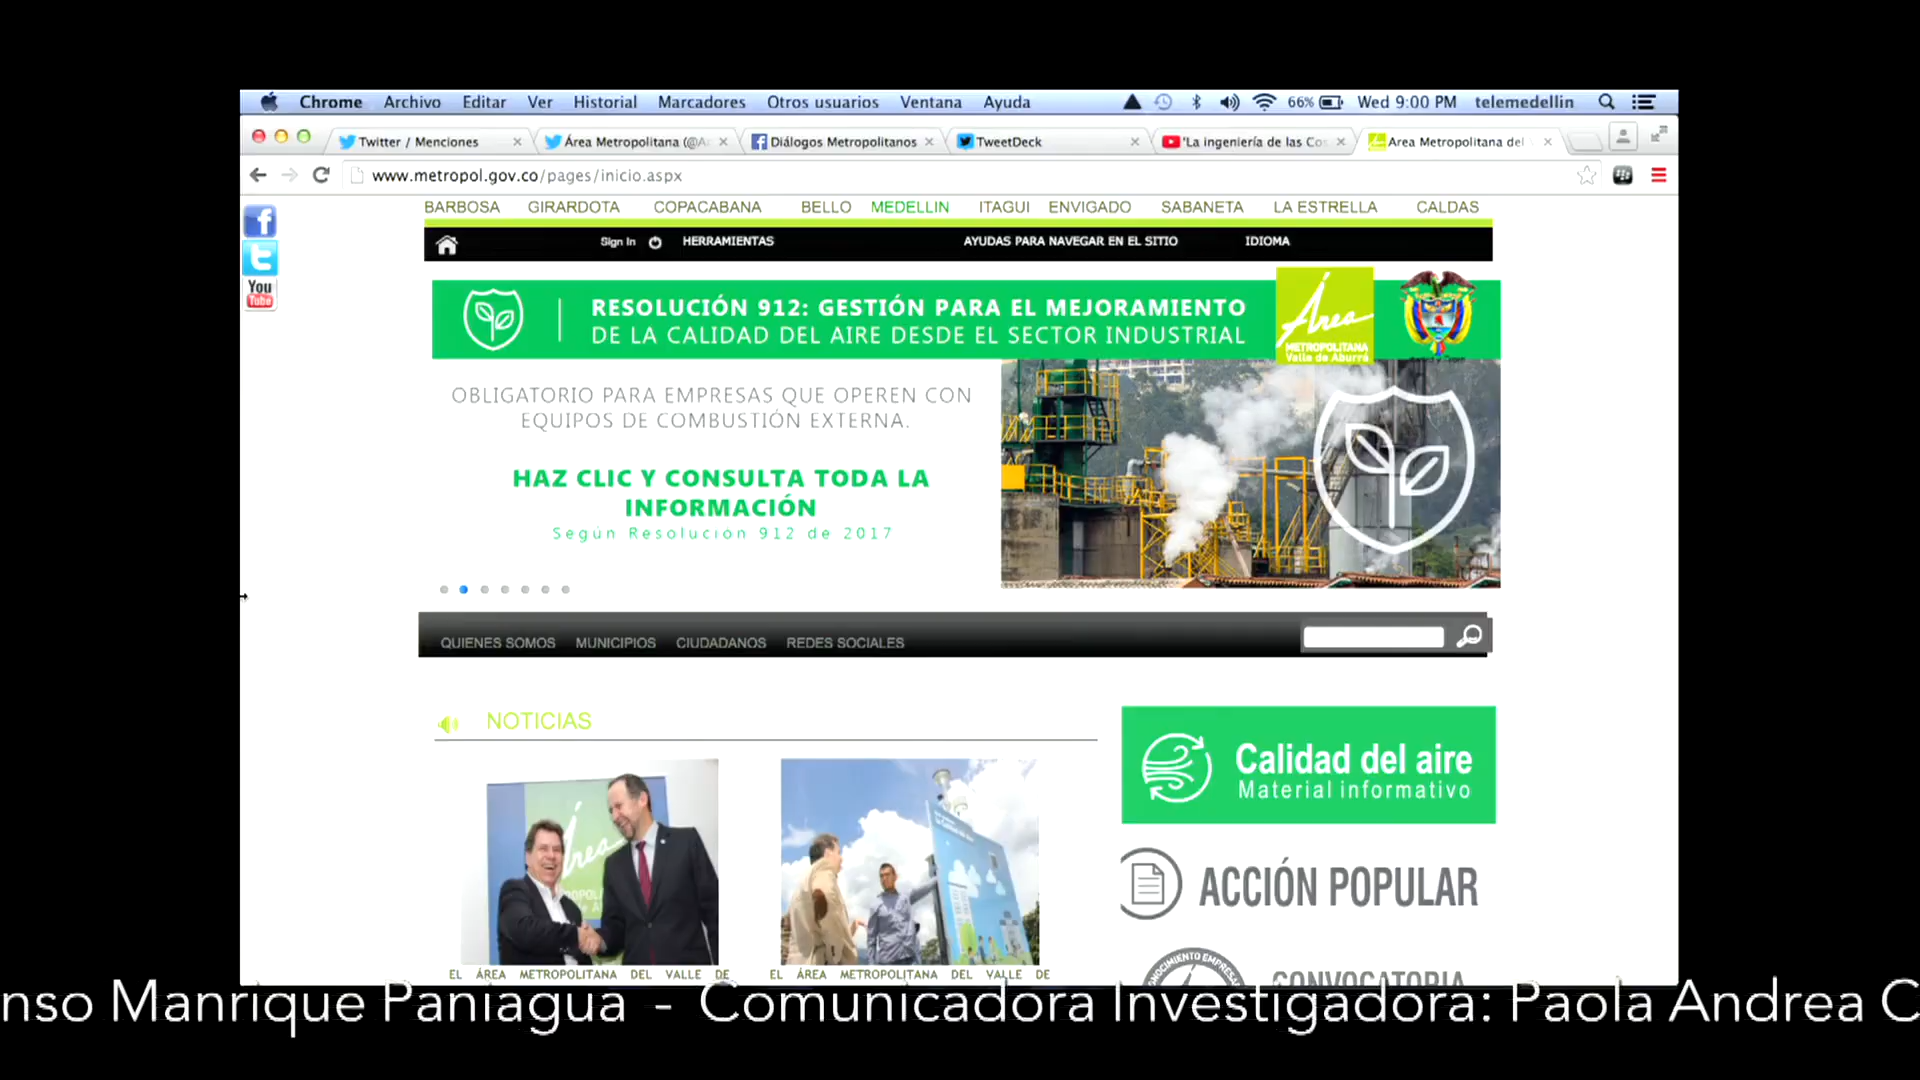 Chrome Archivo Editar Ver Historial Marcadores Otros usuarios Ventana Ayuda 66% Wed 9:00 PM telemedellin
Twitter / Menciones × Área Metropolitana (@A × Diálogos Metropolitanos × TweetDeck × 'La ingeniería de las Co × Area Metropolitana del ×
www.metropol.gov.co/pages/inicio.aspx
BARBOSA GIRARDOTA COPACABANA BELLO MEDELLIN ITAGUI ENVIGADO SABANETA LA ESTRELLA CALDAS
Sign In HERRAMIENTAS AYUDAS PARA NAVEGAR EN EL SITIO IDIOMA
You
Tube
RESOLUCIÓN 912: GESTIÓN PARA EL MEJORAMIENTO
DE LA CALIDAD DEL AIRE DESDE EL SECTOR INDUSTRIAL
Área
METROPOLITANA
Valle de Aburrá
OBLIGATORIO PARA EMPRESAS QUE OPEREN CON
EQUIPOS DE COMBUSTIÓN EXTERNA.
HAZ CLIC Y CONSULTA TODA LA
INFORMACIÓN
Según Resolución 912 de 2017
QUIENES SOMOS MUNICIPIOS CIUDADANOS REDES SOCIALES
NOTICIAS
Calidad del aire
Material informativo
ACCIÓN POPULAR
CONVOCATORIA
EL ÁREA METROPOLITANA DEL VALLE DE
EL ÁREA METROPOLITANA DEL VALLE DE
nso Manrique Paniagua - Comunicadora Investigadora: Paola Andrea C